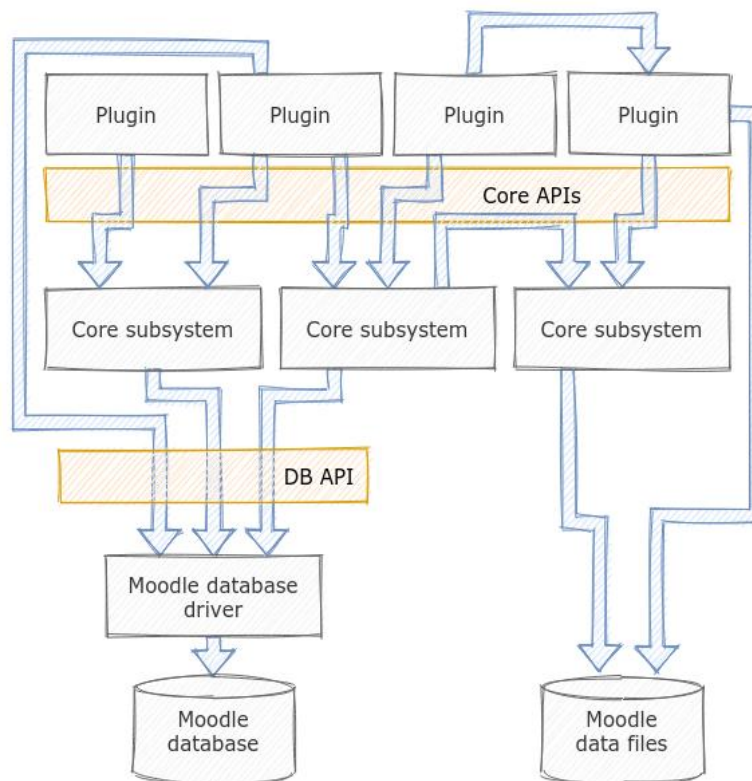 Plugin
Plugin
Plugin
Plugin
Core APIs
Core subsystem
Core subsystem
Core subsystem
DB API
Moodle database
driver
Moodle
database
Moodle
data files